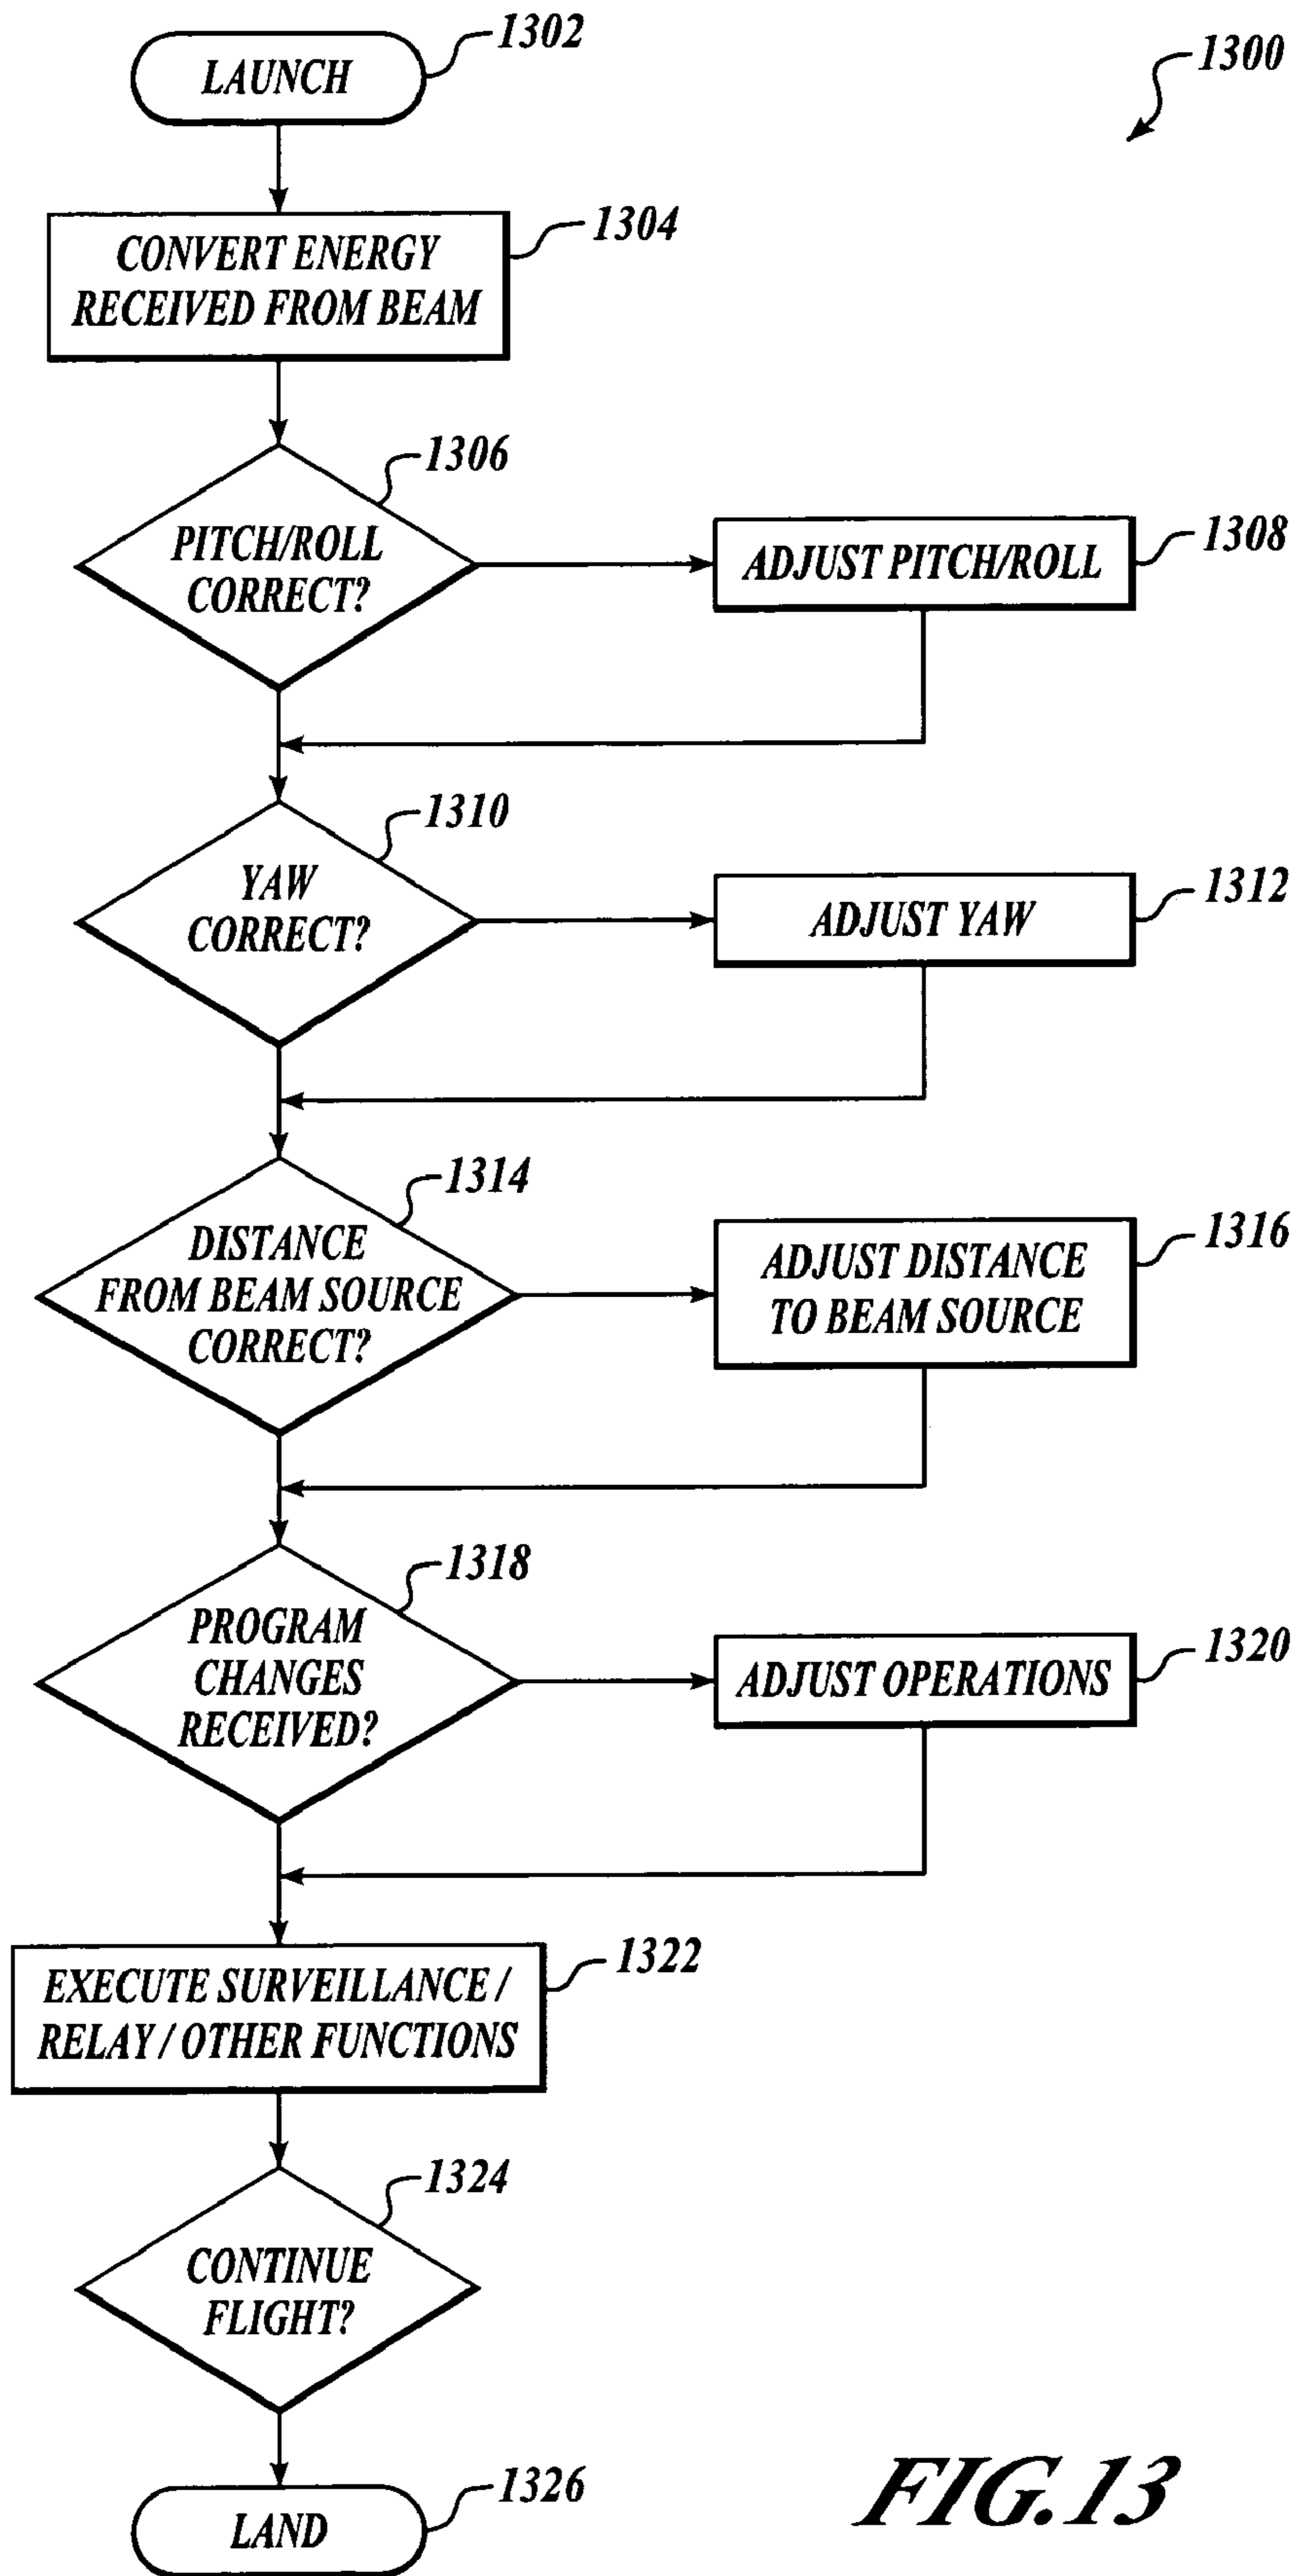 1302
LAUNCH
1300
1304
CONVERT ENERGY
RECEIVED FROM BEAM
1306
PITCH/ROLL
CORRECT?
1308
ADJUST PITCH/ROLL
1310
YAW
CORRECT?
1312
ADJUST YAW
1314
DISTANCE
FROM BEAM SOURCE
CORRECT?
1316
ADJUST DISTANCE
TO BEAM SOURCE
1318
PROGRAM
CHANGES
RECEIVED?
1320
ADJUST OPERATIONS
1322
EXECUTE SURVEILLANCE /
RELAY / OTHER FUNCTIONS
1324
CONTINUE
FLIGHT?
1326
LAND
FIG.13